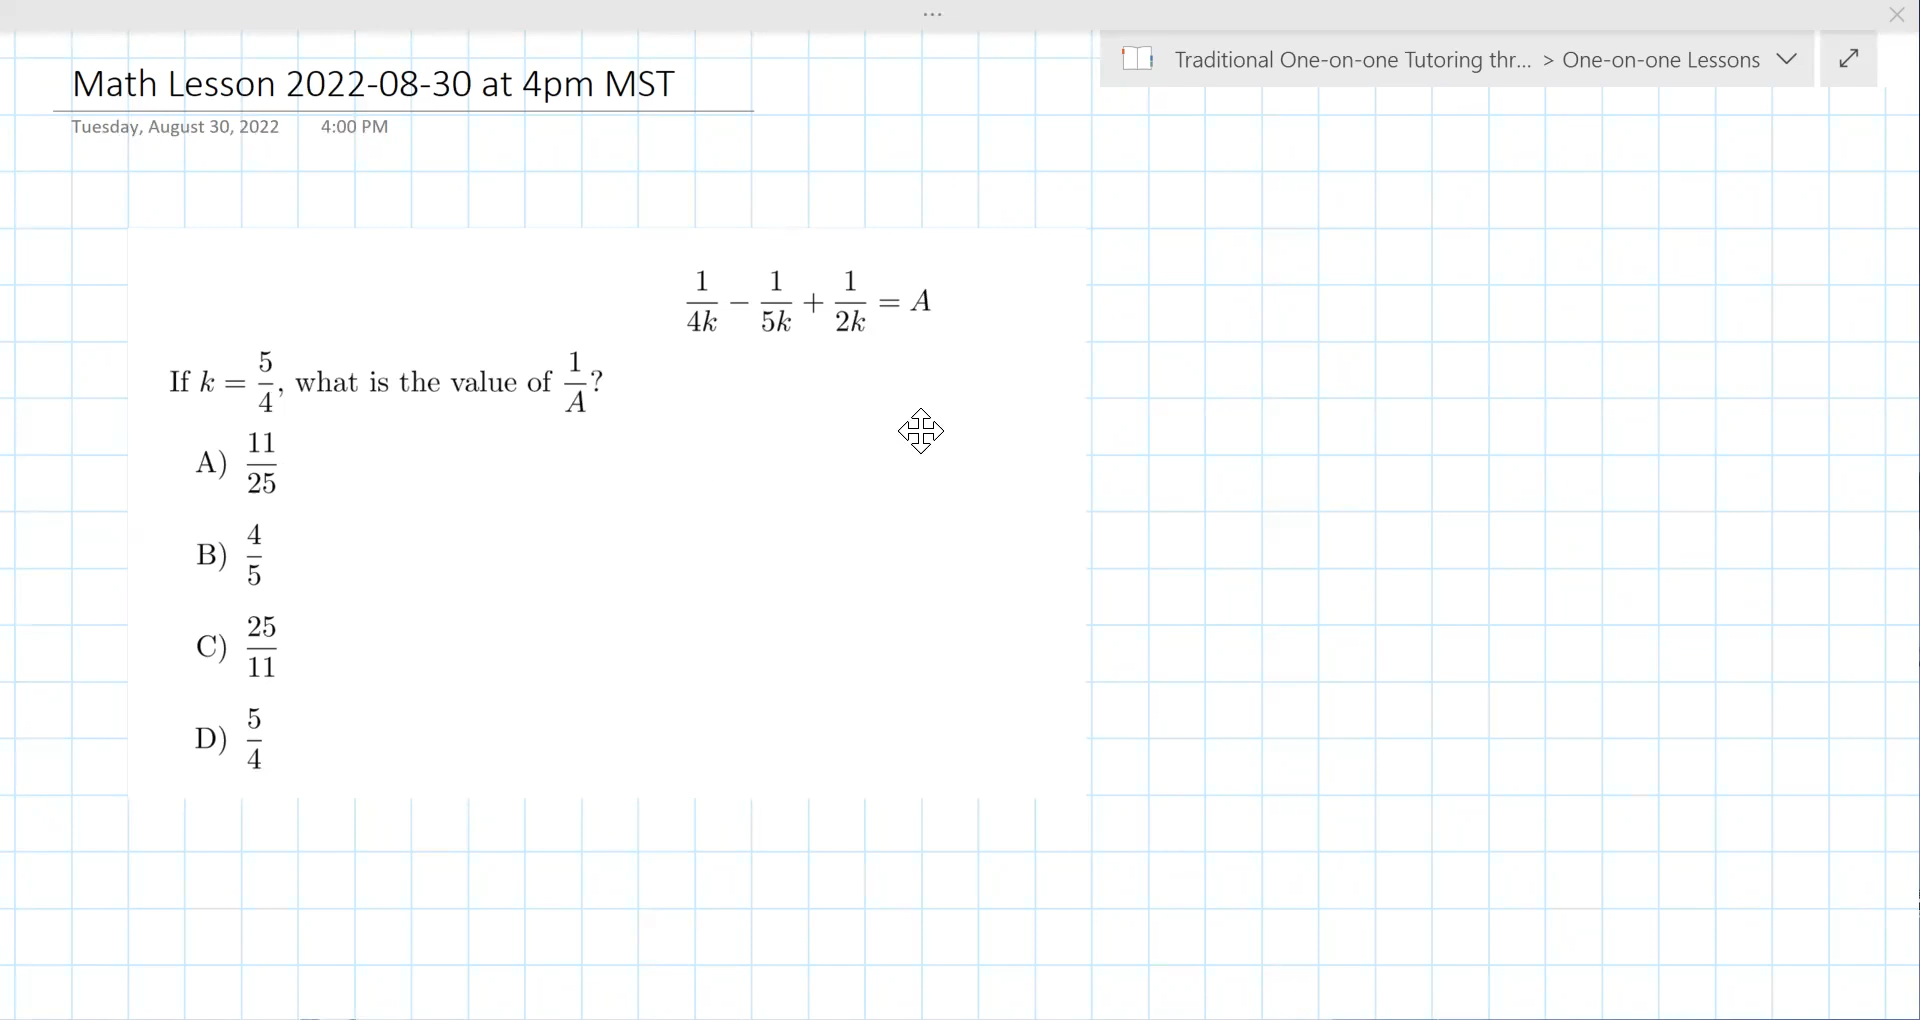 ...
Traditional One-on-one Tutoring thr... > One-on-one Lessons
Math Lesson 2022-08-30 at 4pm MST
Tuesday, August 30, 2022 4:00 PM
1/4k − 1/5k + 1/2k = A
If k = 5/4, what is the value of 1/A?
A) 11/25
B) 4/5
C) 25/11
D) 5/4